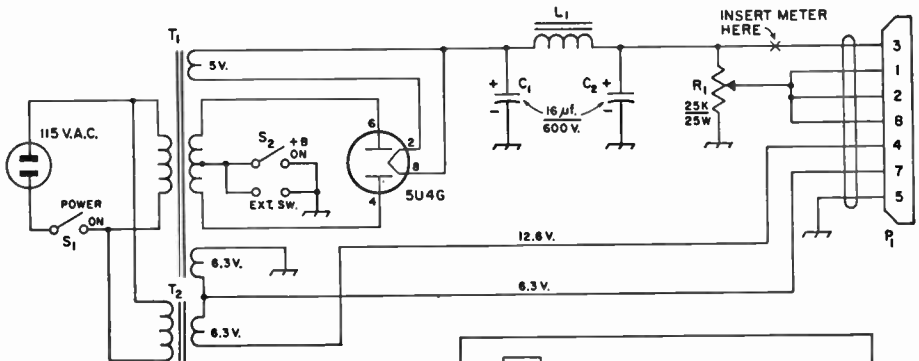 T1
5V.
115 V.A.C.
POWER
ON
S1
S2
+B
ON
EXT. SW.
6
2
8
4
5U4G
6.3V.
T2
6.3V.
12.6V.
6.3V.
L1
+
C1
-
16 µf.
600 V.
C2 +
-
INSERT METER
HERE
R1
25K
25W
3
1
2
8
4
7
5
P1